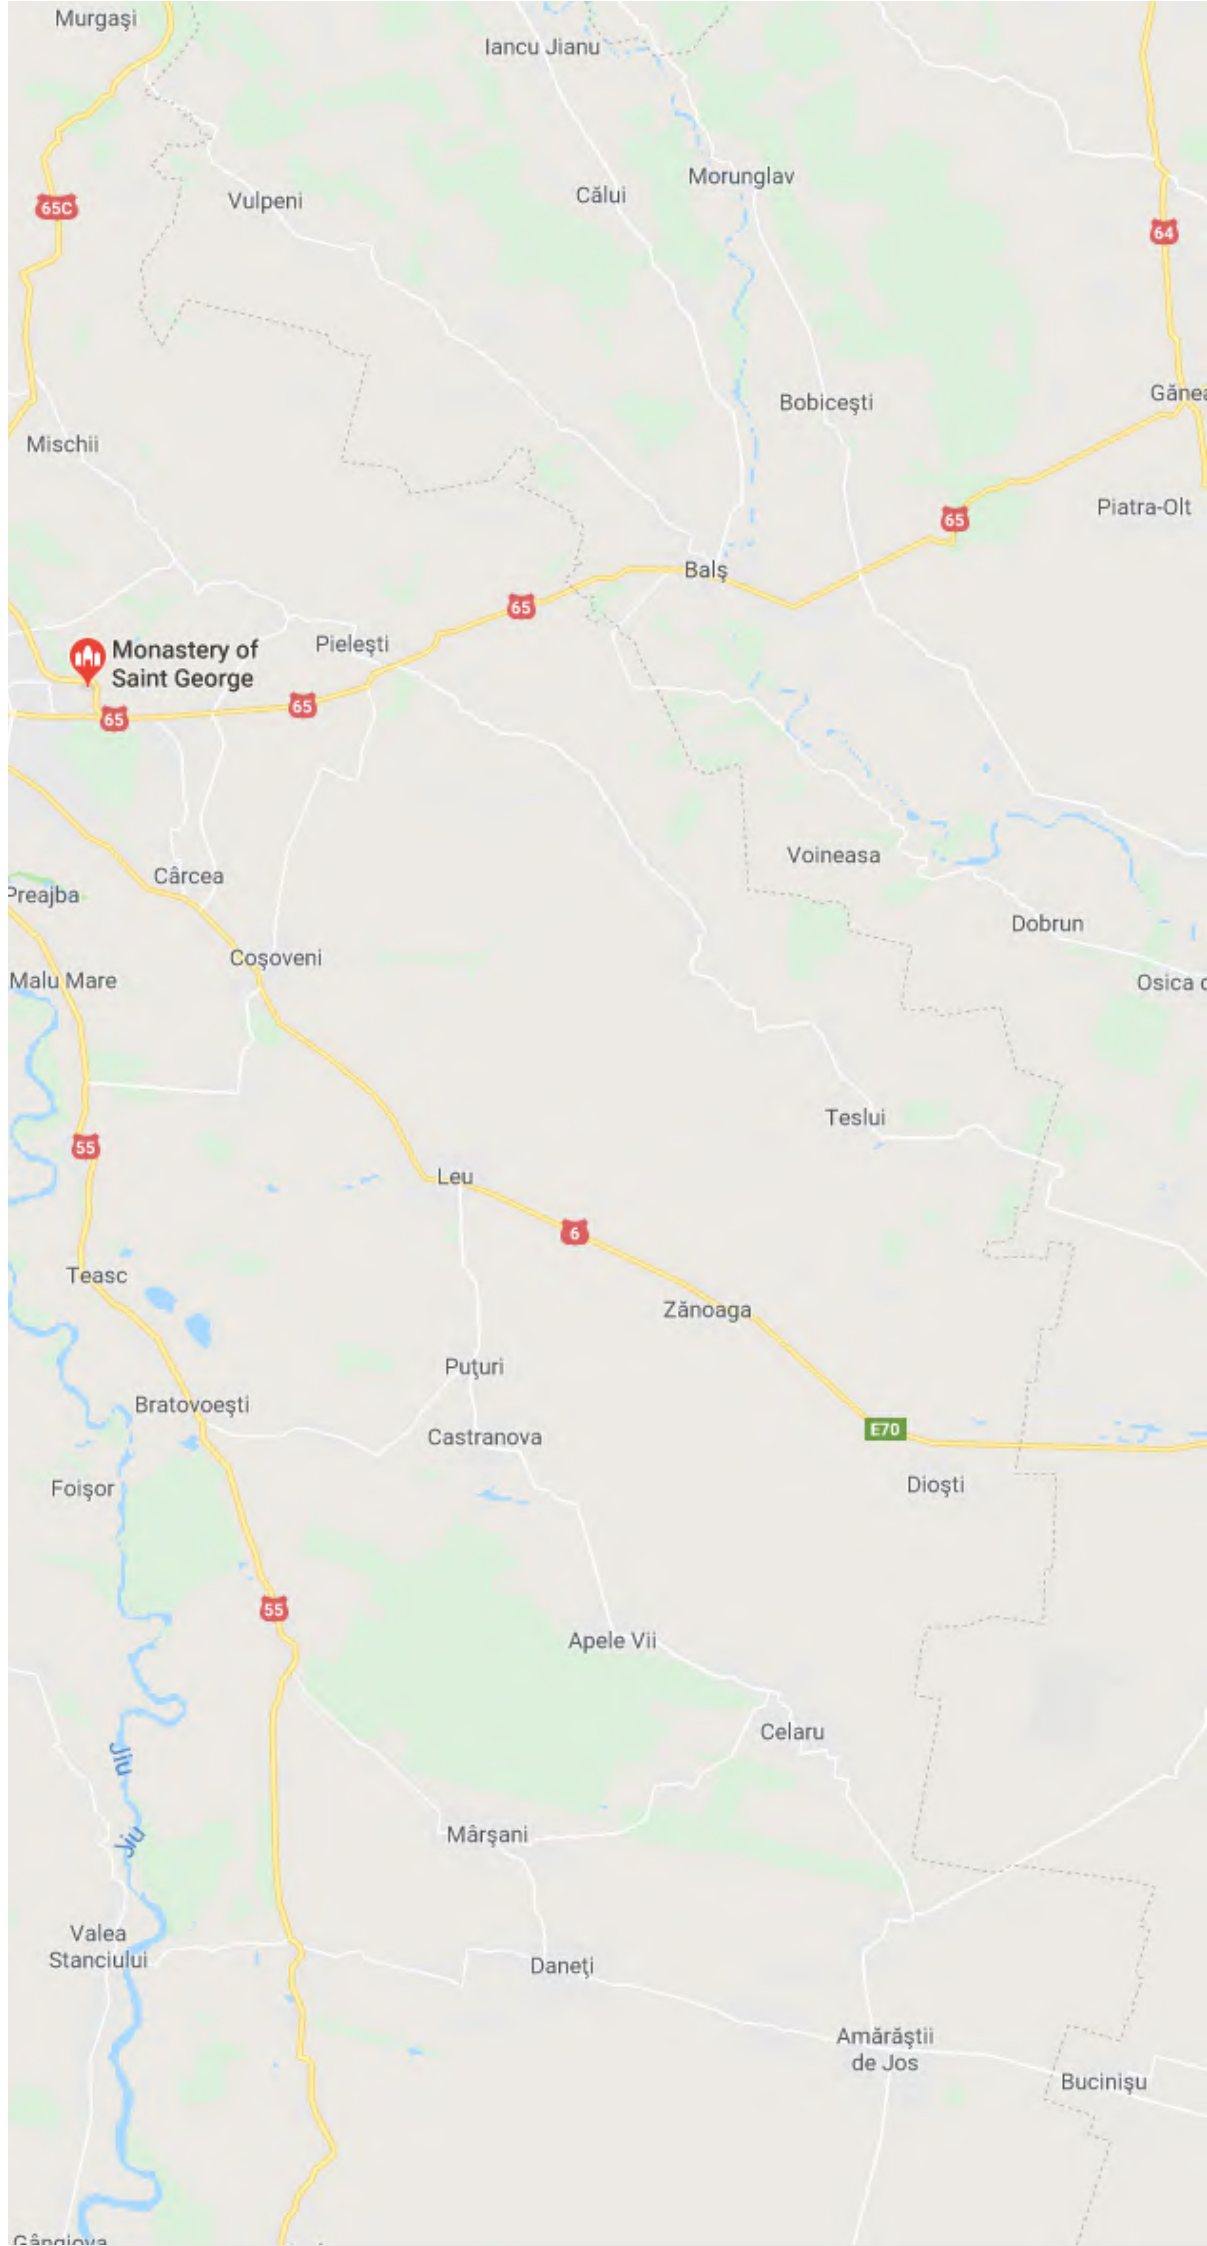 Murgaşi
Iancu Jianu
Morunglav
Călui
Vulpeni
65C
64
Bobiceşti
Gănea
Mischii
Piatra-Olt
65
Balş
65
Pieleşti
Monastery of
Saint George
65
65
Voineasa
Cârcea
Preajba
Dobrun
Coşoveni
Malu Mare
Osica d
Teslui
55
Leu
6
Teasc
Zănoaga
Puţuri
Bratovoeşti
Castranova
E70
Dioşti
Foişor
55
Apele Vii
Celaru
Jiu
Mârşani
Jiu
Valea
Stanciului
Daneţi
Amărăştii
de Jos
Bucinişu
Gângiova